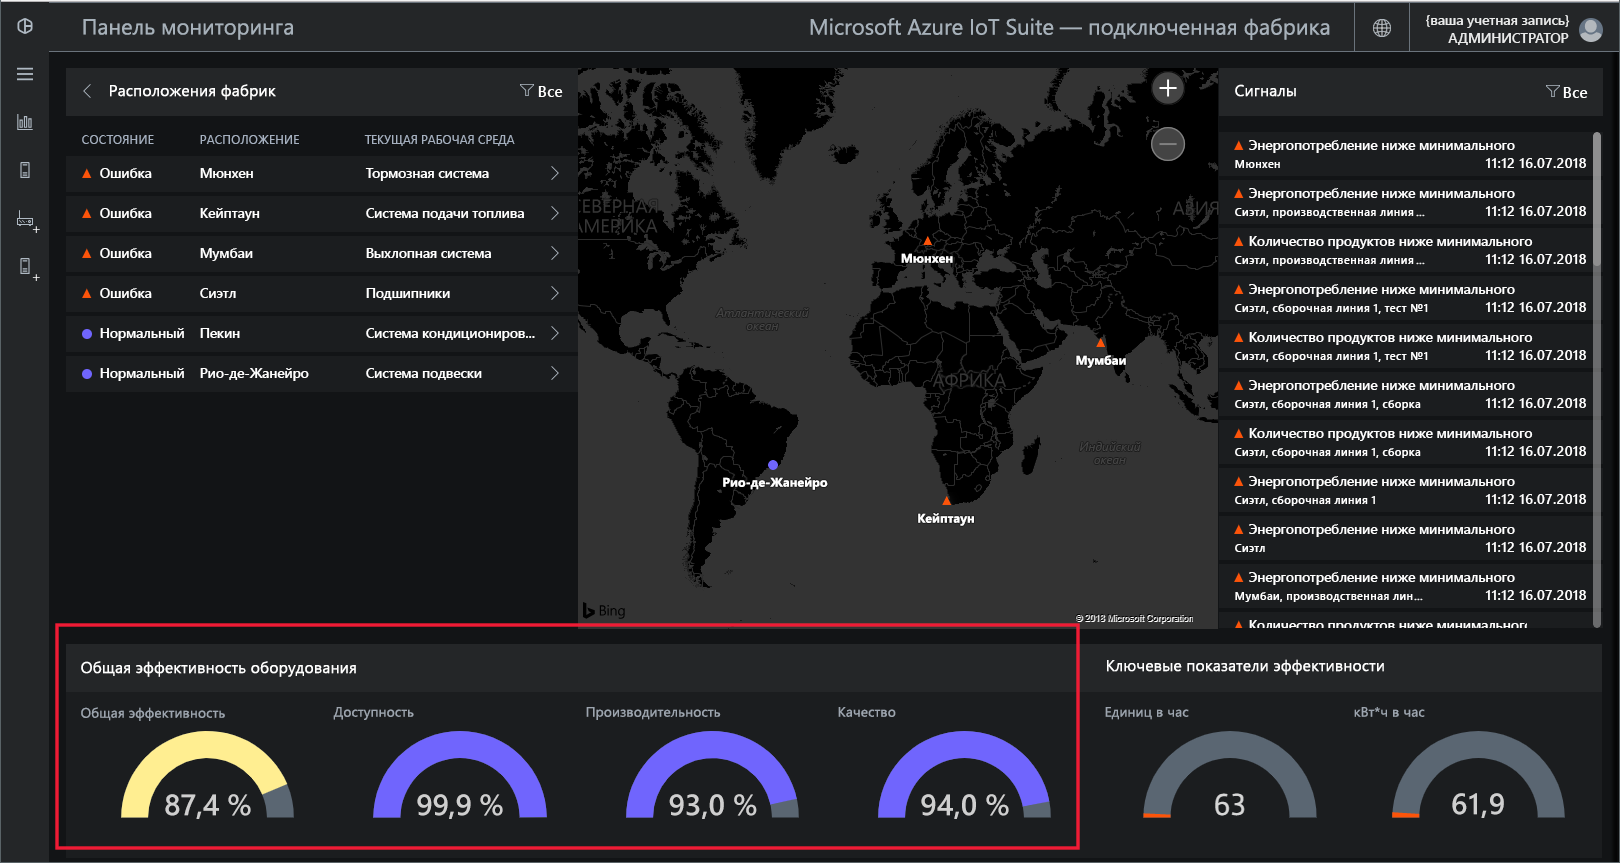 Панель мониторинга
Microsoft Azure IoT Suite — подключенная фабрика
{ваша учетная запись}
АДМИНИСТРАТОР
Расположения фабрик
Все
СОСТОЯНИЕ РАСПОЛОЖЕНИЕ ТЕКУЩАЯ РАБОЧАЯ СРЕДА
Ошибка Мюнхен Тормозная система
Ошибка Кейптаун Система подачи топлива
Ошибка Мумбаи Выхлопная система
Ошибка Сиэтл Подшипники
Нормальный Пекин Система кондициониров...
Нормальный Рио-де-Жанейро Система подвески
СЕВЕРНАЯ
АМЕРИКА
АЗИЯ
Мюнхен
Атлантический
океан
Мумбаи
АФРИКА
Индийский
океан
Рио-де-Жанейро
Кейптаун
Bing
© 2018 Microsoft Corporation
Сигналы
Все
Энергопотребление ниже минимального
Мюнхен 11:12 16.07.2018
Энергопотребление ниже минимального
Сиэтл, производственная линия ... 11:12 16.07.2018
Количество продуктов ниже минимального
Сиэтл, производственная линия ... 11:12 16.07.2018
Энергопотребление ниже минимального
Сиэтл, сборочная линия 1, тест №1 11:12 16.07.2018
Количество продуктов ниже минимального
Сиэтл, сборочная линия 1, тест №1 11:12 16.07.2018
Энергопотребление ниже минимального
Сиэтл, сборочная линия 1, сборка 11:12 16.07.2018
Количество продуктов ниже минимального
Сиэтл, сборочная линия 1, сборка 11:12 16.07.2018
Энергопотребление ниже минимального
Сиэтл, сборочная линия 1 11:12 16.07.2018
Энергопотребление ниже минимального
Сиэтл 11:12 16.07.2018
Энергопотребление ниже минимального
Мумбаи, производственная лин... 11:12 16.07.2018
Количество продуктов ниже минимального
Общая эффективность оборудования
Общая эффективность Доступность Производительность Качество
87,4 % 99,9 % 93,0 % 94,0 %
Ключевые показатели эффективности
Единиц в час кВт*ч в час
63 61,9